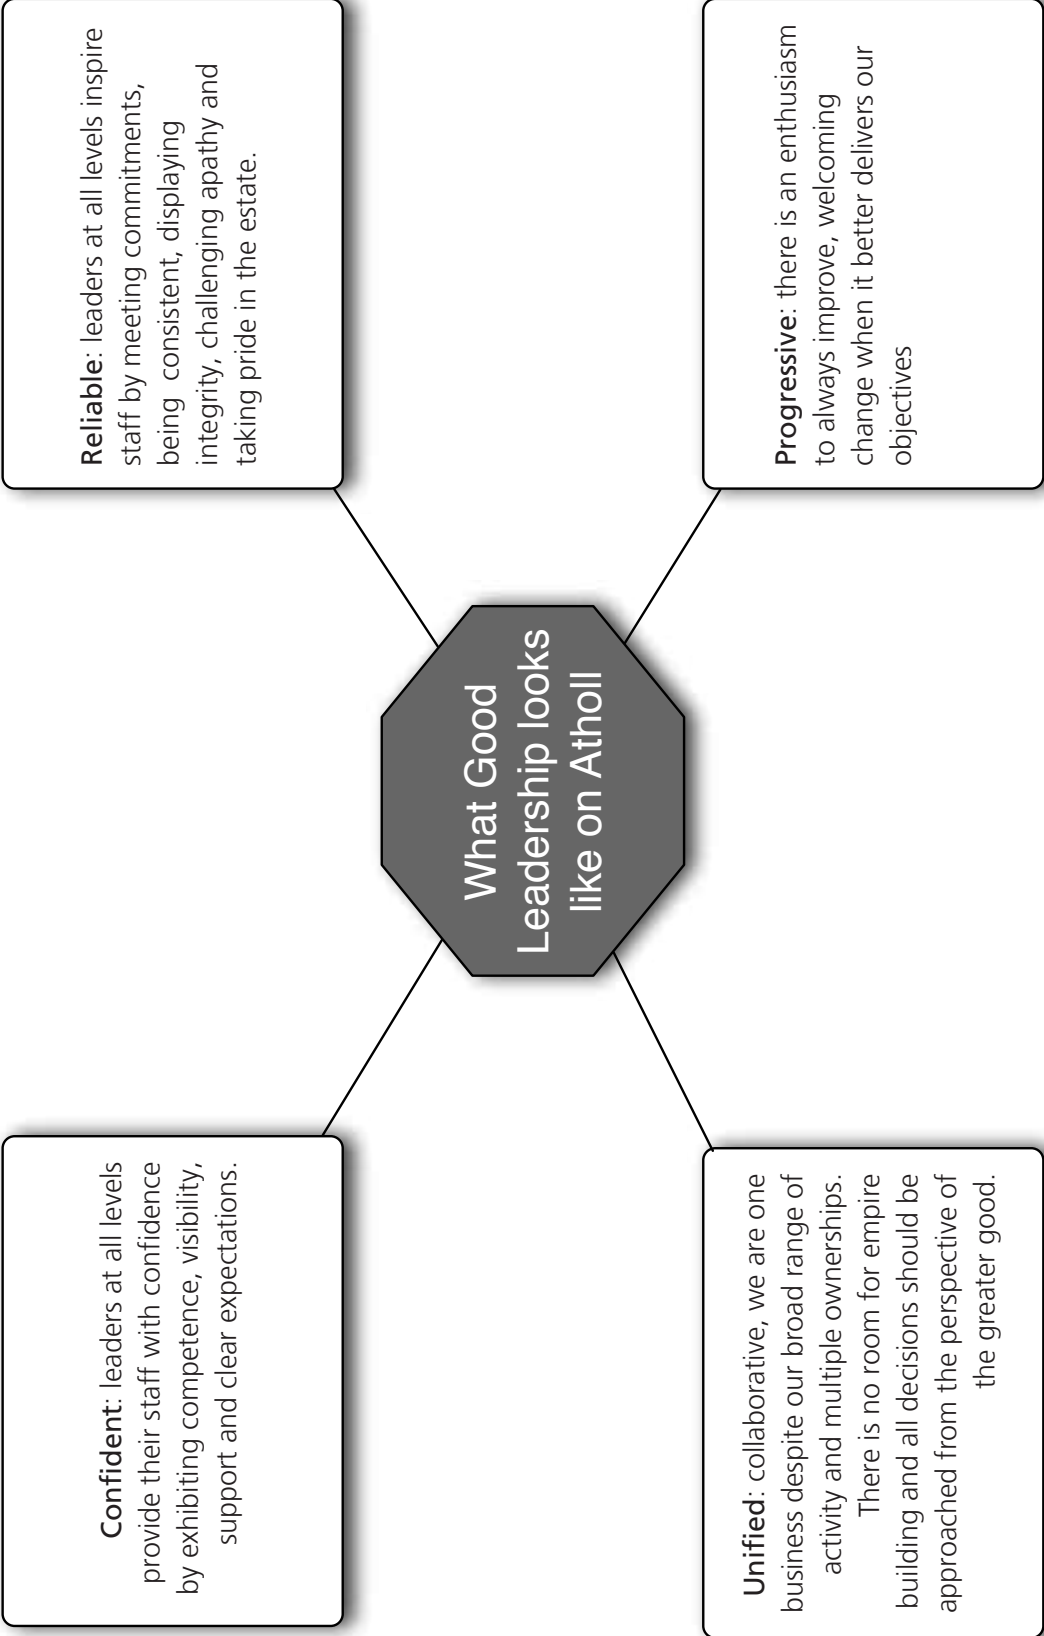 Confident: leaders at all levels
provide their staff with confidence
by exhibiting competence, visibility,
support and clear expectations.
Reliable: leaders at all levels inspire
staff by meeting commitments,
being consistent, displaying
integrity, challenging apathy and
taking pride in the estate.
What Good
Leadership looks
like on Atholl
Unified: collaborative, we are one
business despite our broad range of
activity and multiple ownerships.
There is no room for empire
building and all decisions should be
approached from the perspective of
the greater good.
Progressive: there is an enthusiasm
to always improve, welcoming
change when it better delivers our
objectives